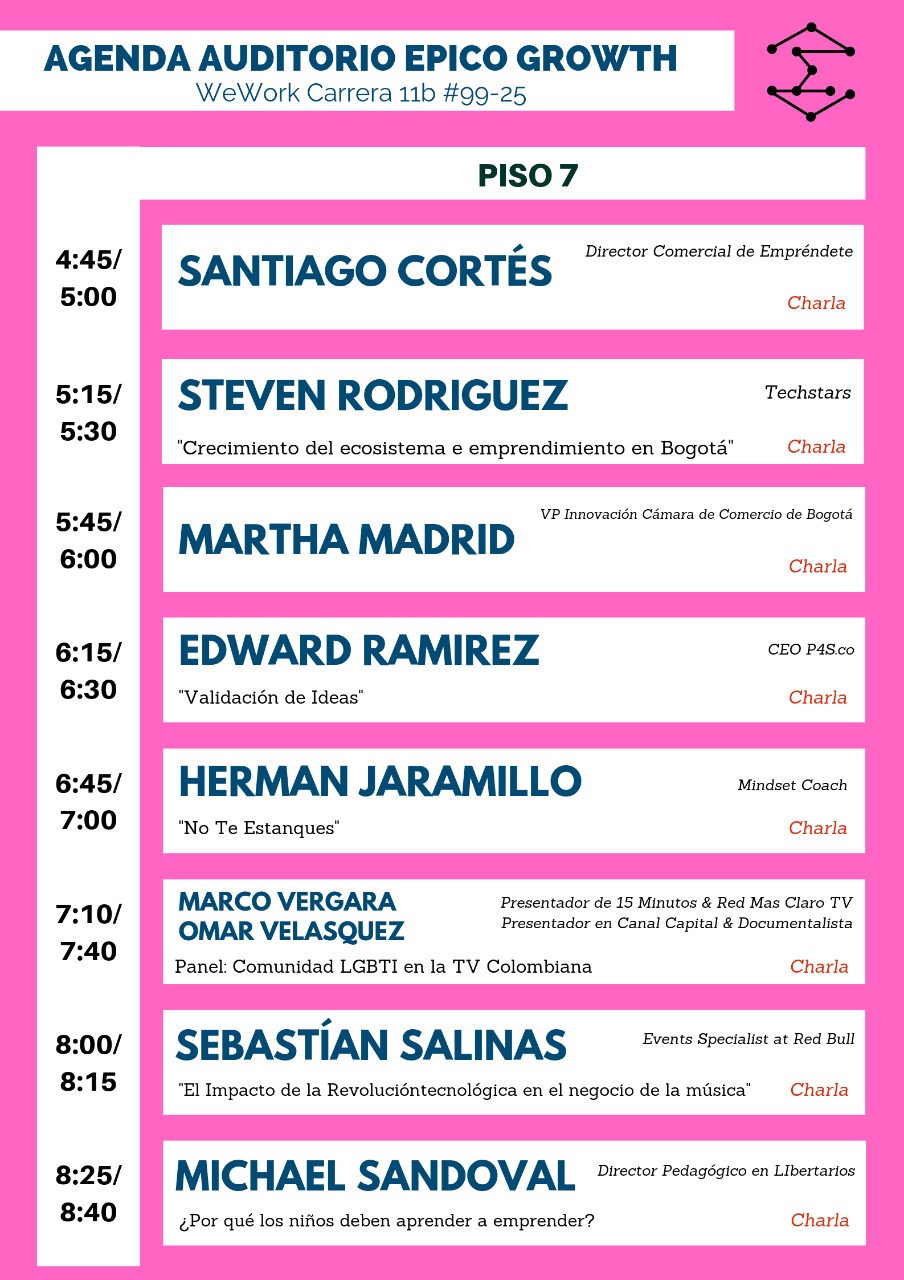 AGENDA AUDITORIO EPICO GROWTH
WeWork Carrera 11b #99-25
PISO 7
4:45/
5:00
SANTIAGO CORTÉS
Director Comercial de Empréndete
Charla
5:15/
5:30
STEVEN RODRIGUEZ
Techstars
"Crecimiento del ecosistema e emprendimiento en Bogotá"
Charla
5:45/
6:00
MARTHA MADRID
VP Innovación Cámara de Comercio de Bogotá
Charla
6:15/
6:30
EDWARD RAMIREZ
CEO P4S.co
"Validación de Ideas"
Charla
6:45/
7:00
HERMAN JARAMILLO
Mindset Coach
"No Te Estanques"
Charla
7:10/
7:40
MARCO VERGARA
OMAR VELASQUEZ
Presentador de 15 Minutos & Red Mas Claro TV
Presentador en Canal Capital & Documentalista
Panel: Comunidad LGBTI en la TV Colombiana
Charla
8:00/
8:15
SEBASTÍAN SALINAS
Events Specialist at Red Bull
"El Impacto de la Revolucióntecnológica en el negocio de la música"
Charla
8:25/
8:40
MICHAEL SANDOVAL
Director Pedagógico en LIbertarios
¿Por qué los niños deben aprender a emprender?
Charla